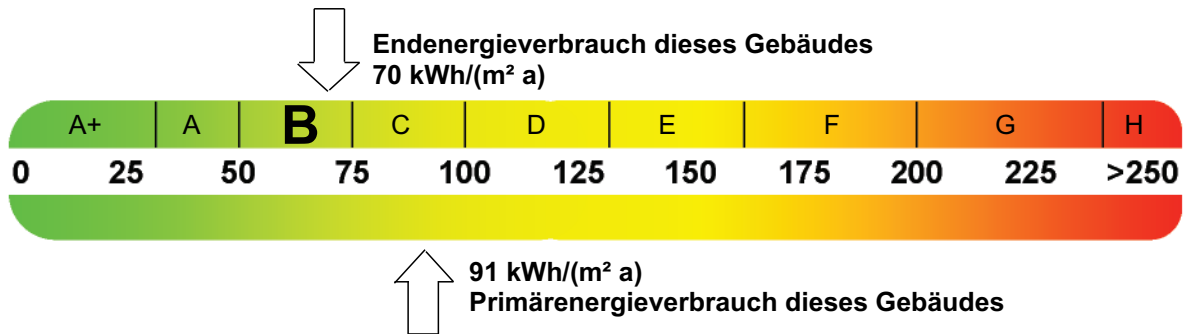 Endenergieverbrauch dieses Gebäudes
70 kWh/(m² a)
A+ A B C D E F G H
0 25 50 75 100 125 150 175 200 225 >250
91 kWh/(m² a)
Primärenergieverbrauch dieses Gebäudes